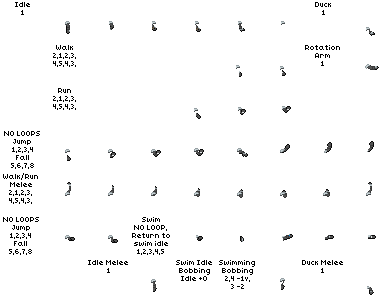 Idle
1
Duck
1
Walk
2,1,2,3,
4,5,4,3,
Rotation
Arm
1
Run
2,1,2,3,
4,5,4,3,
NO LOOPS
Jump
1,2,3,4
Fall
5,6,7,8
Walk/Run
Melee
2,1,2,3,
4,5,4,3,
NO LOOPS
Jump
1,2,3,4
Fall
5,6,7,8
Swim
NO LOOP,
Return to
swim idle
1,2,3,4,5
Idle Melee
1
Swim Idle
Bobbing
Idle +0
Swimming
Bobbing
2,4 -1v,
3 -2
Duck Melee
1